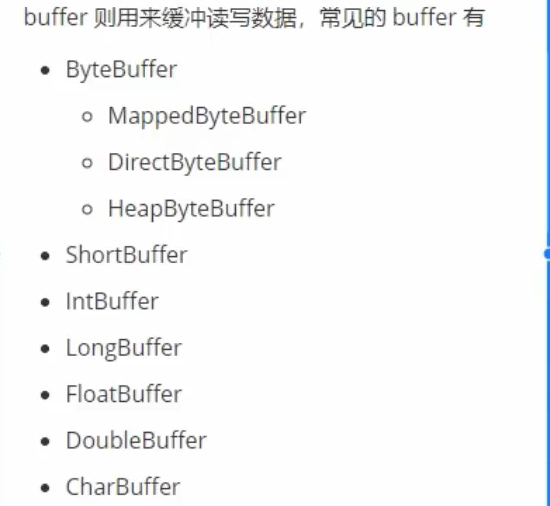 buffer 则用来缓冲读写数据，常见的 buffer 有
ByteBuffer
MappedByteBuffer
DirectByteBuffer
HeapByteBuffer
ShortBuffer
IntBuffer
LongBuffer
FloatBuffer
DoubleBuffer
CharBuffer